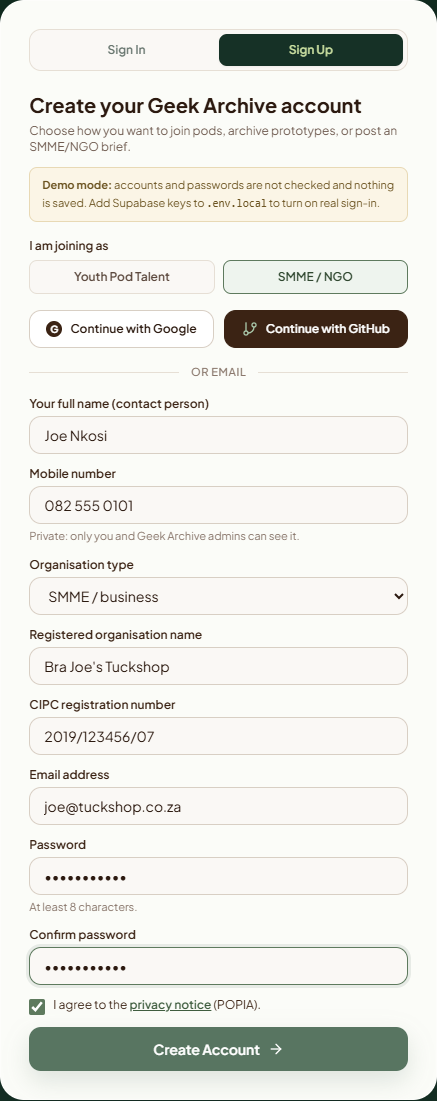 Sign In
Sign Up
Create your Geek Archive account
Choose how you want to join pods, archive prototypes, or post an
SMME/NGO brief.
Demo mode: accounts and passwords are not checked and nothing
is saved. Add Supabase keys to .env.local to turn on real sign-in.
I am joining as
Youth Pod Talent
SMME / NGO
G Continue with Google
Continue with GitHub
OR EMAIL
Your full name (contact person)
Joe Nkosi
Mobile number
082 555 0101
Private: only you and Geek Archive admins can see it.
Organisation type
SMME / business
Registered organisation name
Bra Joe's Tuckshop
CIPC registration number
2019/123456/07
Email address
joe@tuckshop.co.za
Password
•••••••••••
At least 8 characters.
Confirm password
•••••••••••
I agree to the privacy notice (POPIA).
Create Account →